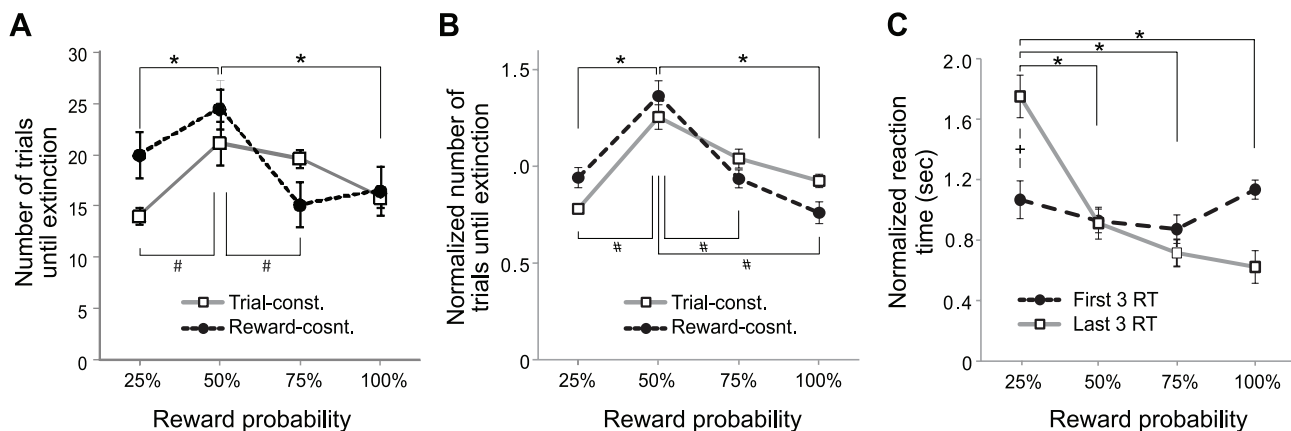 A
Number of trials
until extinction
30
25
20
15
10
5
0
*
*
#
#
Trial-const.
Reward-cosnt.
25%
50%
75%
100%
Reward probability
B
Normalized number of
trials until extinction
1.5
.0
0.5
0
*
*
#
#
#
Trial-const.
Reward-cosnt.
25%
50%
75%
100%
Reward probability
C
Normalized reaction
time (sec)
2.0
1.6
1.2
0.8
0.4
0
*
*
*
+
First 3 RT
Last 3 RT
25%
50%
75%
100%
Reward probability